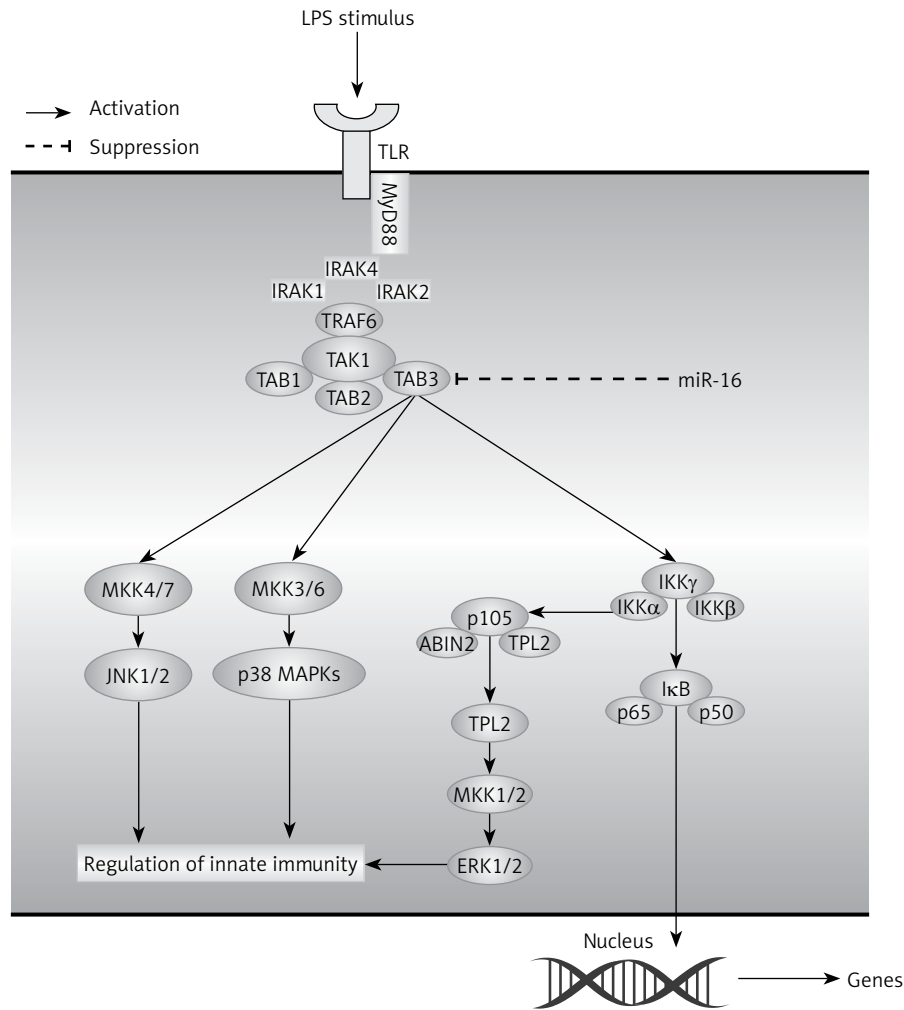 LPS stimulus
Activation
Suppression
TLR
MyD88
IRAK4
IRAK1
IRAK2
TRAF6
TAK1
TAB1
TAB3
TAB2
miR-16
MKK4/7
MKK3/6
IKKγ
IKKα
IKKβ
p105
ABIN2
TPL2
JNK1/2
p38 MAPKs
IκB
p65
p50
TPL2
MKK1/2
Regulation of innate immunity
ERK1/2
Nucleus
Genes